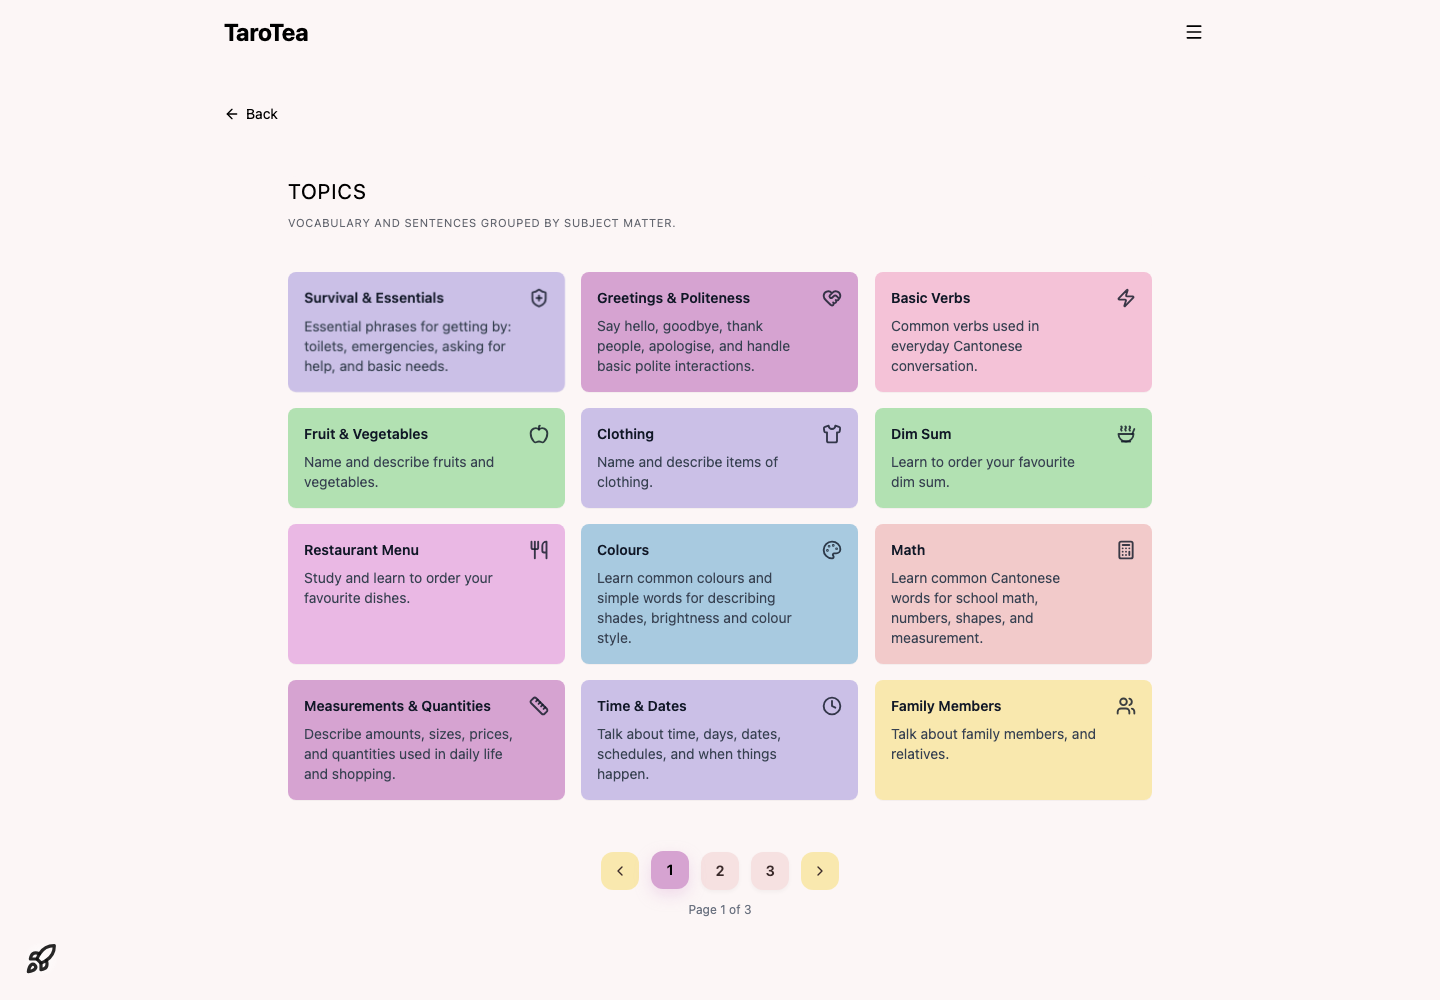 TaroTea
Back
TOPICS
VOCABULARY AND SENTENCES GROUPED BY SUBJECT MATTER.
Survival & Essentials
Essential phrases for getting by:
toilets, emergencies, asking for
help, and basic needs.
Greetings & Politeness
Say hello, goodbye, thank
people, apologise, and handle
basic polite interactions.
Basic Verbs
Common verbs used in
everyday Cantonese
conversation.
Fruit & Vegetables
Name and describe fruits and
vegetables.
Clothing
Name and describe items of
clothing.
Dim Sum
Learn to order your favourite
dim sum.
Restaurant Menu
Study and learn to order your
favourite dishes.
Colours
Learn common colours and
simple words for describing
shades, brightness and colour
style.
Math
Learn common Cantonese
words for school math,
numbers, shapes, and
measurement.
Measurements & Quantities
Describe amounts, sizes, prices,
and quantities used in daily life
and shopping.
Time & Dates
Talk about time, days, dates,
schedules, and when things
happen.
Family Members
Talk about family members, and
relatives.
1 2 3
Page 1 of 3